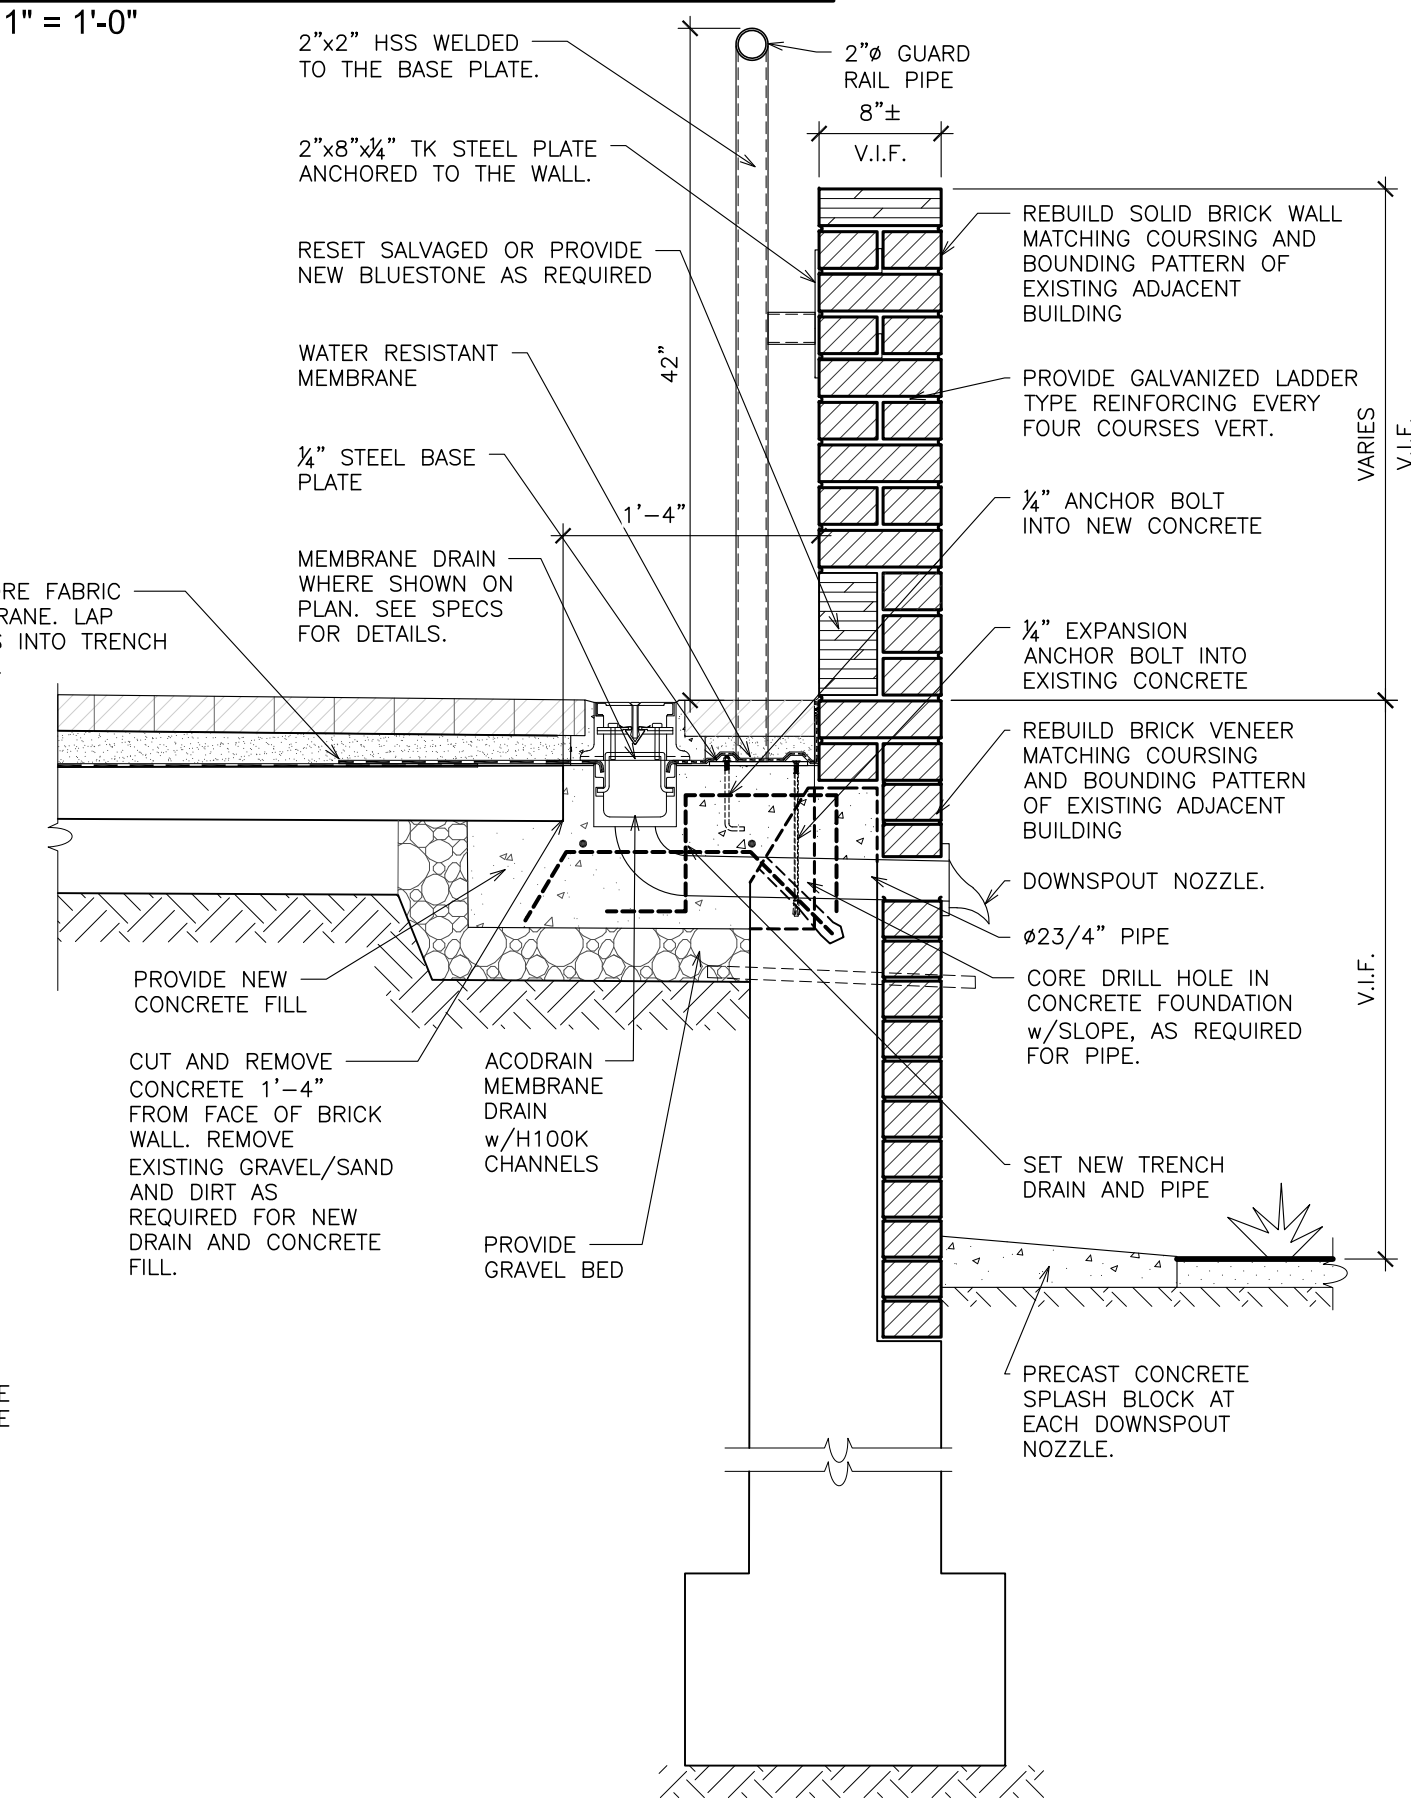 1" = 1'-0"
2"x2" HSS WELDED
TO THE BASE PLATE.
2"ø GUARD
RAIL PIPE
8"±
V.I.F.
2"x8"x¼" TK STEEL PLATE
ANCHORED TO THE WALL.
RESET SALVAGED OR PROVIDE
NEW BLUESTONE AS REQUIRED
WATER RESISTANT
MEMBRANE
42"
¼" STEEL BASE
PLATE
1'-4"
MEMBRANE DRAIN
WHERE SHOWN ON
PLAN. SEE SPECS
FOR DETAILS.
RE FABRIC
RANE. LAP
S INTO TRENCH
REBUILD SOLID BRICK WALL
MATCHING COURSING AND
BOUNDING PATTERN OF
EXISTING ADJACENT
BUILDING
PROVIDE GALVANIZED LADDER
TYPE REINFORCING EVERY
FOUR COURSES VERT.
VARIES
V.I.F.
¼" ANCHOR BOLT
INTO NEW CONCRETE
¼" EXPANSION
ANCHOR BOLT INTO
EXISTING CONCRETE
REBUILD BRICK VENEER
MATCHING COURSING
AND BOUNDING PATTERN
OF EXISTING ADJACENT
BUILDING
DOWNSPOUT NOZZLE.
ø23/4" PIPE
CORE DRILL HOLE IN
CONCRETE FOUNDATION
w/SLOPE, AS REQUIRED
FOR PIPE.
V.I.F.
SET NEW TRENCH
DRAIN AND PIPE
PRECAST CONCRETE
SPLASH BLOCK AT
EACH DOWNSPOUT
NOZZLE.
PROVIDE NEW
CONCRETE FILL
CUT AND REMOVE
CONCRETE 1'-4"
FROM FACE OF BRICK
WALL. REMOVE
EXISTING GRAVEL/SAND
AND DIRT AS
REQUIRED FOR NEW
DRAIN AND CONCRETE
FILL.
ACODRAIN
MEMBRANE
DRAIN
w/H100K
CHANNELS
PROVIDE
GRAVEL BED
E
E